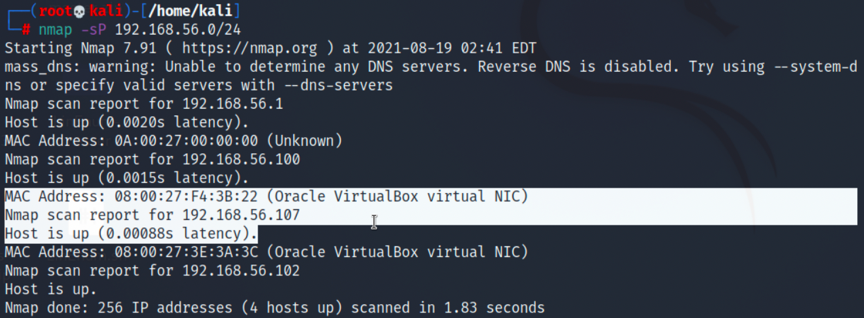 ┌──(root💀kali)-[/home/kali]
└─# nmap -sP 192.168.56.0/24
Starting Nmap 7.91 ( https://nmap.org ) at 2021-08-19 02:41 EDT
mass_dns: warning: Unable to determine any DNS servers. Reverse DNS is disabled. Try using --system-d
ns or specify valid servers with --dns-servers
Nmap scan report for 192.168.56.1
Host is up (0.0020s latency).
MAC Address: 0A:00:27:00:00:00 (Unknown)
Nmap scan report for 192.168.56.100
Host is up (0.0015s latency).
MAC Address: 08:00:27:F4:3B:22 (Oracle VirtualBox virtual NIC)
Nmap scan report for 192.168.56.107
Host is up (0.00088s latency).
MAC Address: 08:00:27:3E:3A:3C (Oracle VirtualBox virtual NIC)
Nmap scan report for 192.168.56.102
Host is up.
Nmap done: 256 IP addresses (4 hosts up) scanned in 1.83 seconds